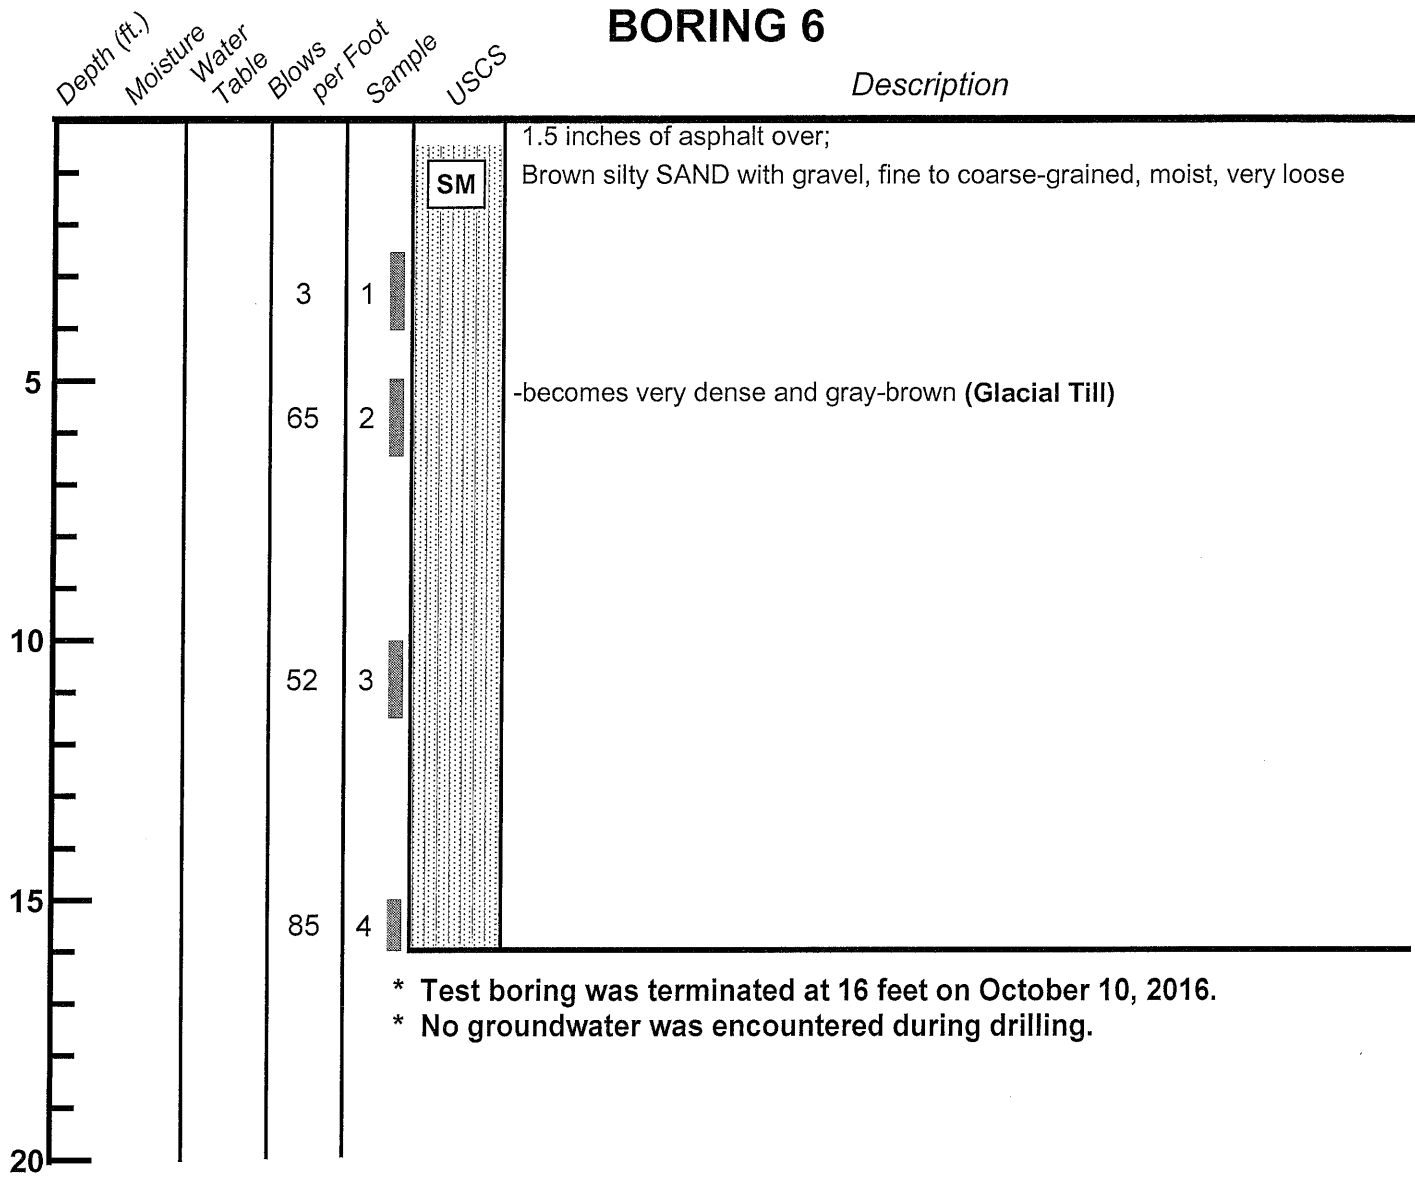 BORING 6
Depth (ft.)
Moisture
Water
Table
Blows
per Foot
Sample
USCS
Description
1.5 inches of asphalt over;
SM
Brown silty SAND with gravel, fine to coarse-grained, moist, very loose
3
1
5
-becomes very dense and gray-brown (Glacial Till)
65
2
10
52
3
15
85
4
* Test boring was terminated at 16 feet on October 10, 2016.
* No groundwater was encountered during drilling.
20